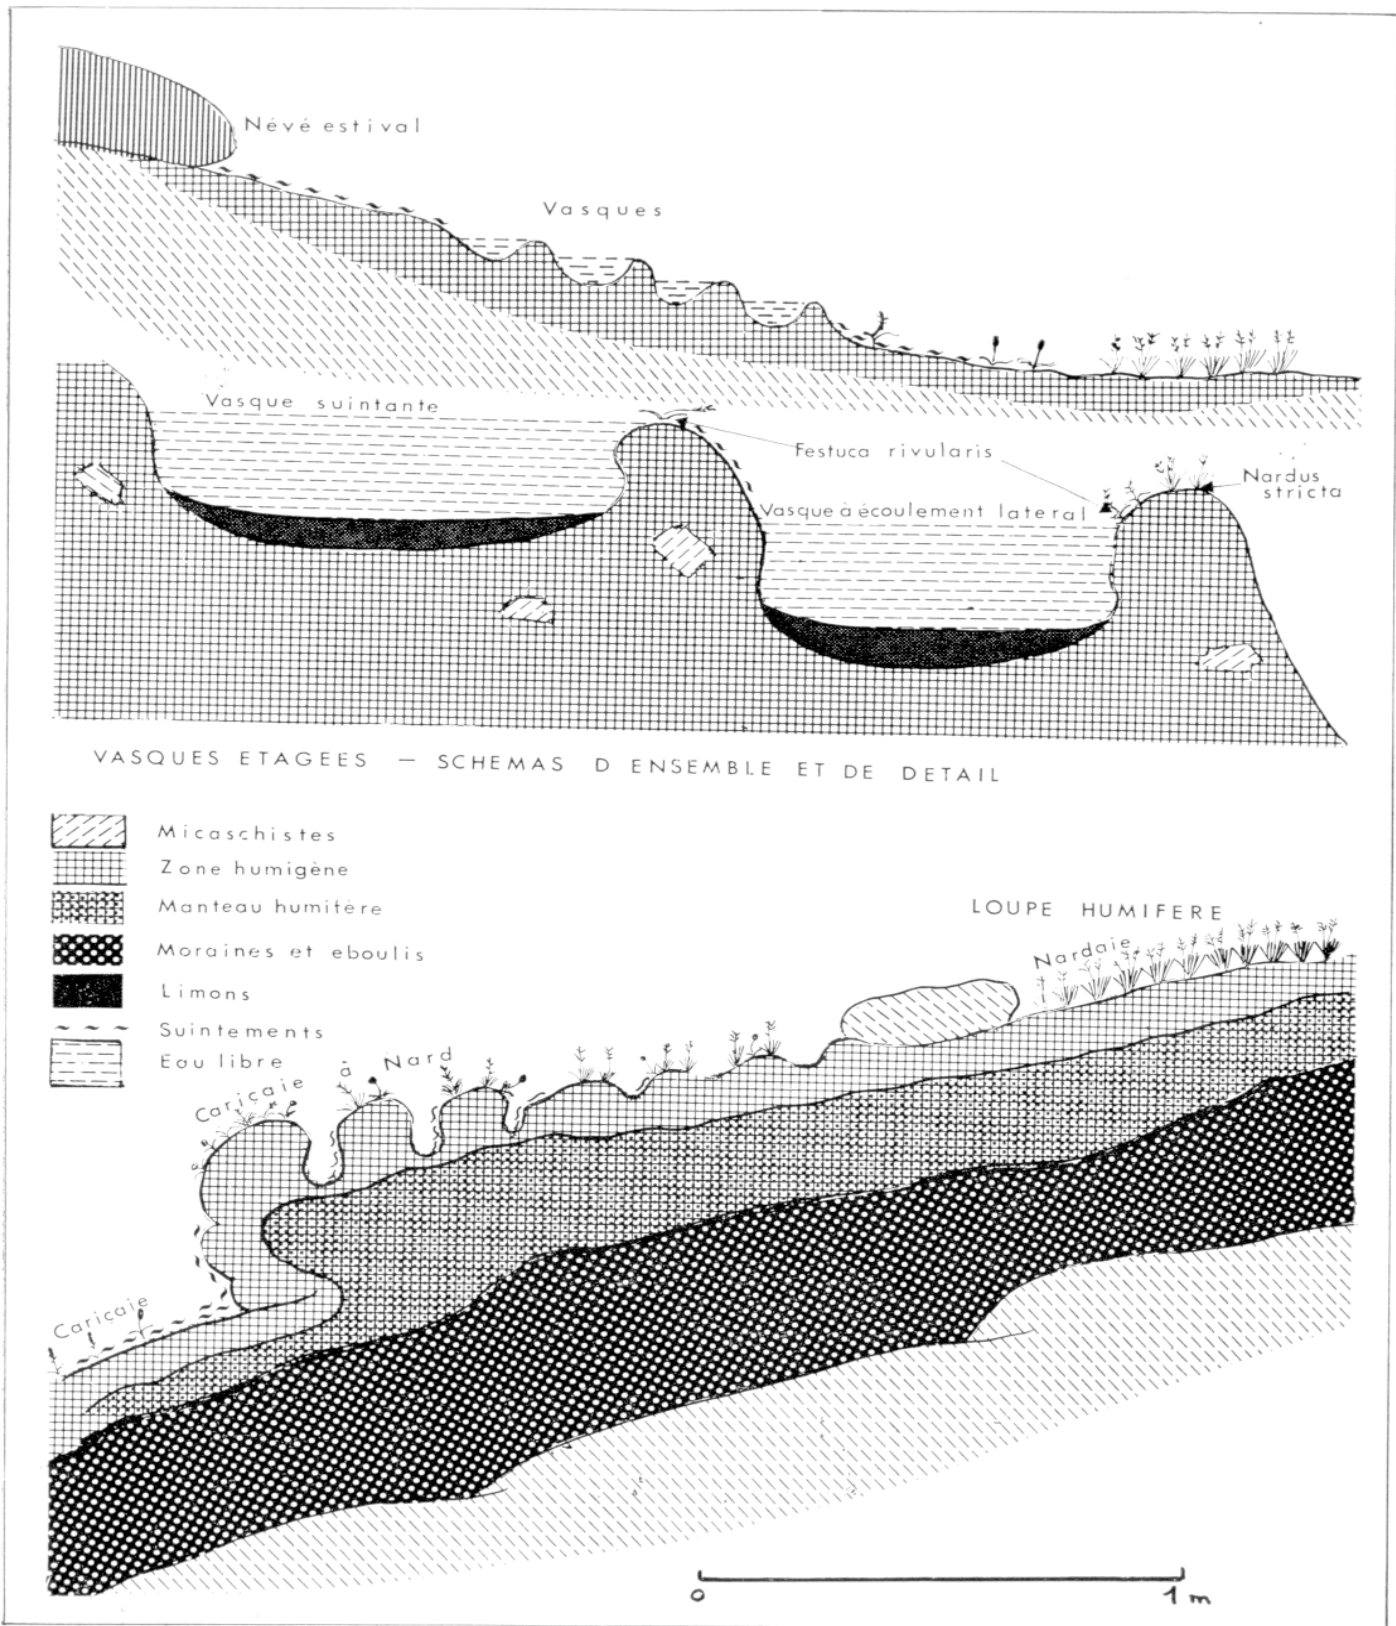 Névé estival
Vasques
Vasque suintante
Festuca rivularis
Nardus
stricta
Vasque à écoulement lateral
VASQUES ETAGEES — SCHEMAS D ENSEMBLE ET DE DETAIL
Micaschistes
Zone humigène
Manteau humifère
Moraines et eboulis
Limons
Suintements
Eau libre
LOUPE HUMIFERE
Nardaie
Caricaie à Nard
Caricaie
0 1 m